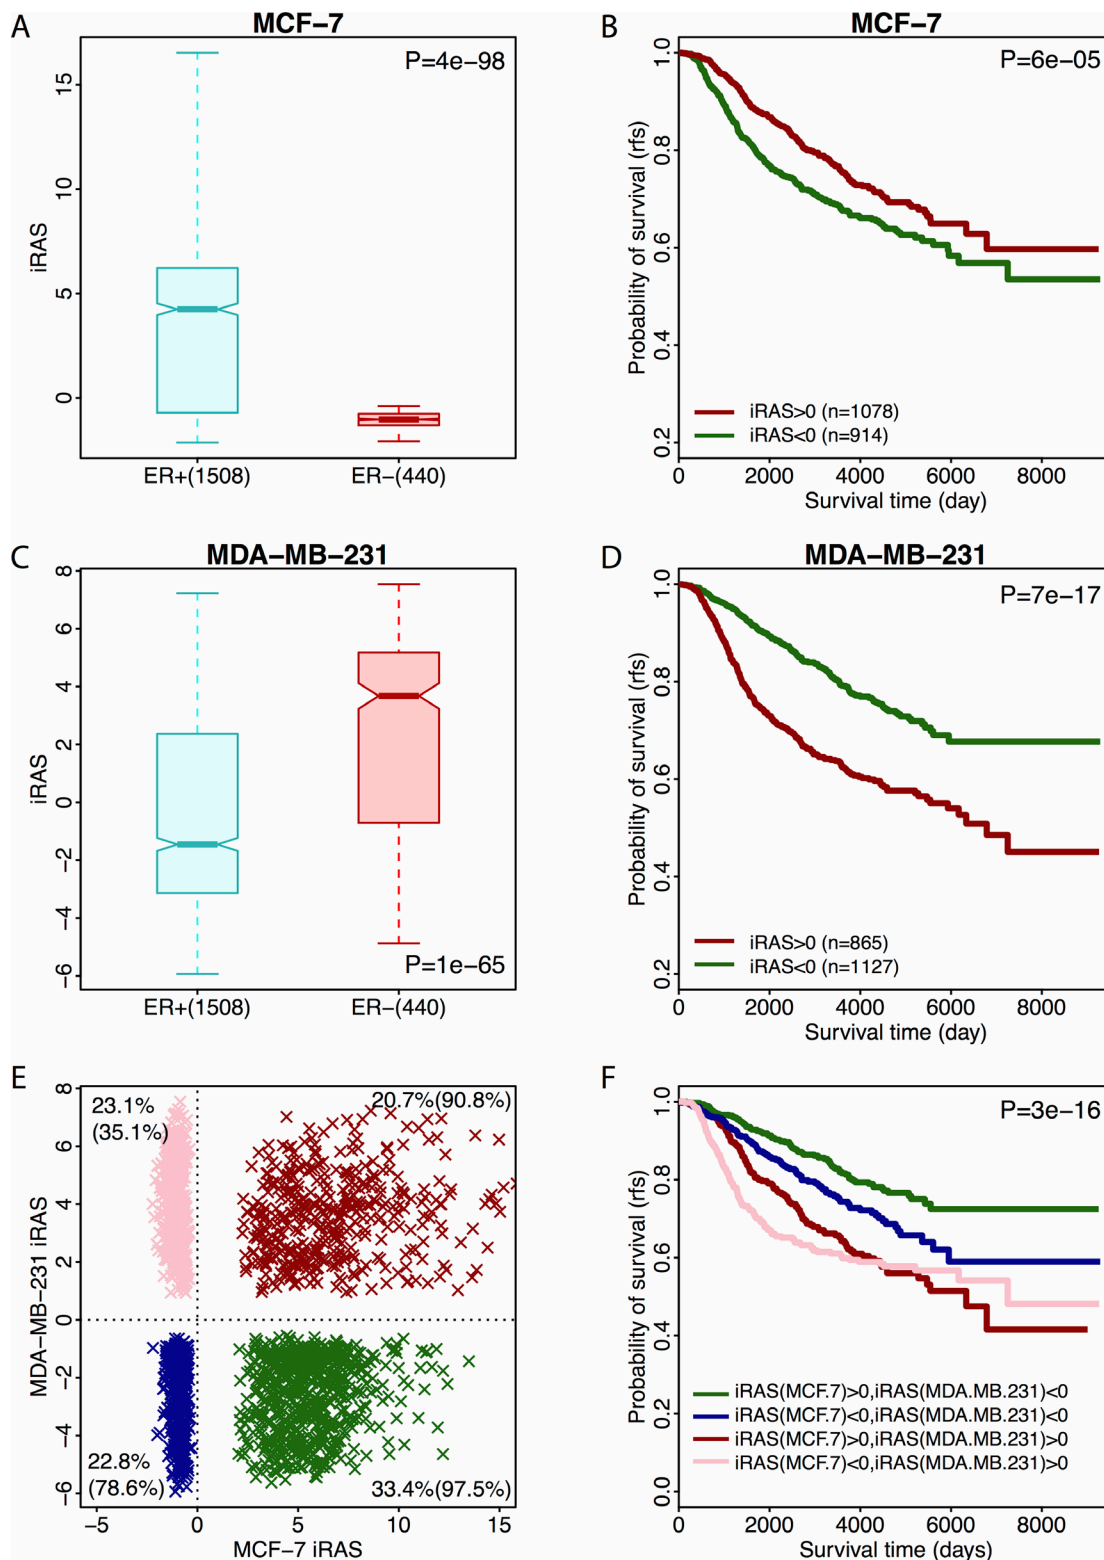 A
MCF−7
P=4e−98
iRAS
15
10
5
0
ER+(1508)
ER−(440)
B
MCF−7
P=6e−05
Probability of survival (rfs)
1.0
0.8
0.6
0.4
0.2
iRAS>0 (n=1078)
iRAS<0 (n=914)
0
2000
4000
6000
8000
Survival time (day)
C
MDA−MB−231
iRAS
8
6
4
2
0
−2
−4
−6
P=1e−65
ER+(1508)
ER−(440)
D
MDA−MB−231
P=7e−17
Probability of survival (rfs)
1.0
0.8
0.6
0.4
0.2
iRAS>0 (n=865)
iRAS<0 (n=1127)
0
2000
4000
6000
8000
Survival time (day)
E
MDA−MB−231 iRAS
8
6
4
2
0
−2
−4
−6
23.1%
(35.1%)
20.7%(90.8%)
22.8%
(78.6%)
33.4%(97.5%)
−5
0
5
10
15
MCF−7 iRAS
F
P=3e−16
Probability of survival (rfs)
1.0
0.8
0.6
0.4
0.2
0.0
iRAS(MCF.7)>0,iRAS(MDA.MB.231)<0
iRAS(MCF.7)<0,iRAS(MDA.MB.231)<0
iRAS(MCF.7)>0,iRAS(MDA.MB.231)>0
iRAS(MCF.7)<0,iRAS(MDA.MB.231)>0
0
2000
4000
6000
8000
Survival time (days)